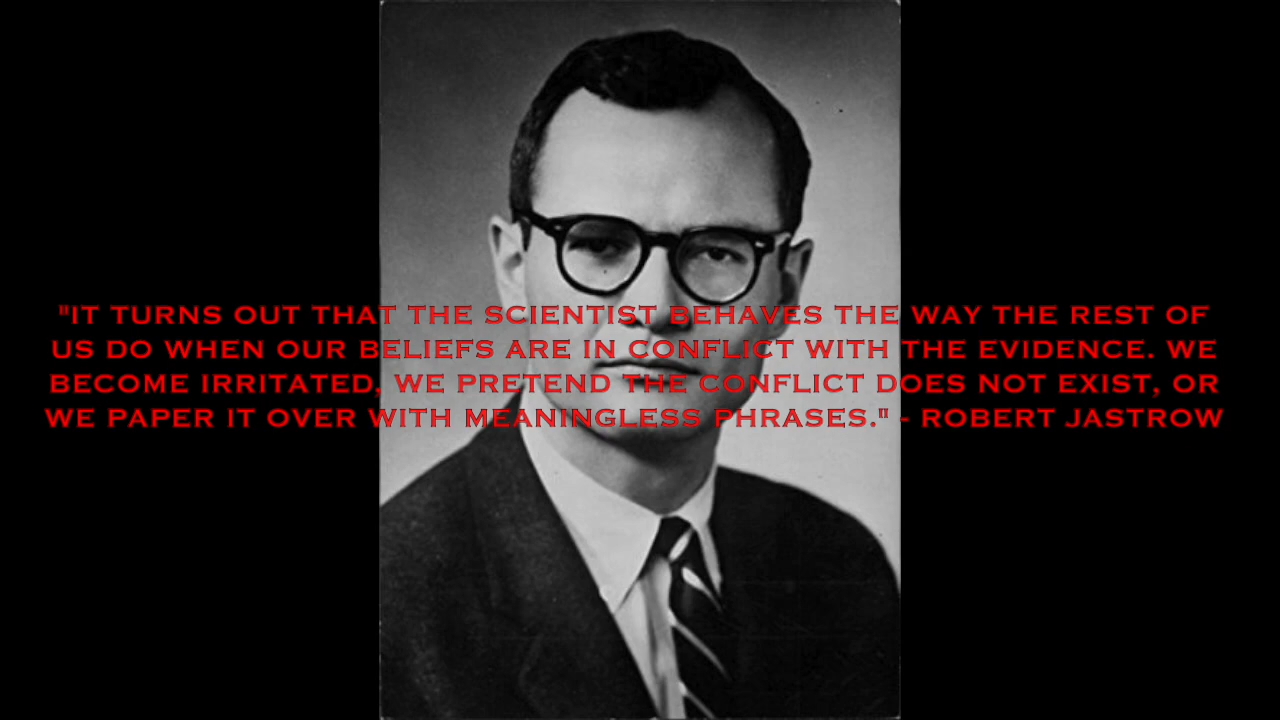 "IT TURNS OUT THAT THE SCIENTIST BEHAVES THE WAY THE REST OF
US DO WHEN OUR BELIEFS ARE IN CONFLICT WITH THE EVIDENCE. WE
BECOME IRRITATED, WE PRETEND THE CONFLICT DOES NOT EXIST, OR
WE PAPER IT OVER WITH MEANINGLESS PHRASES." - ROBERT JASTROW